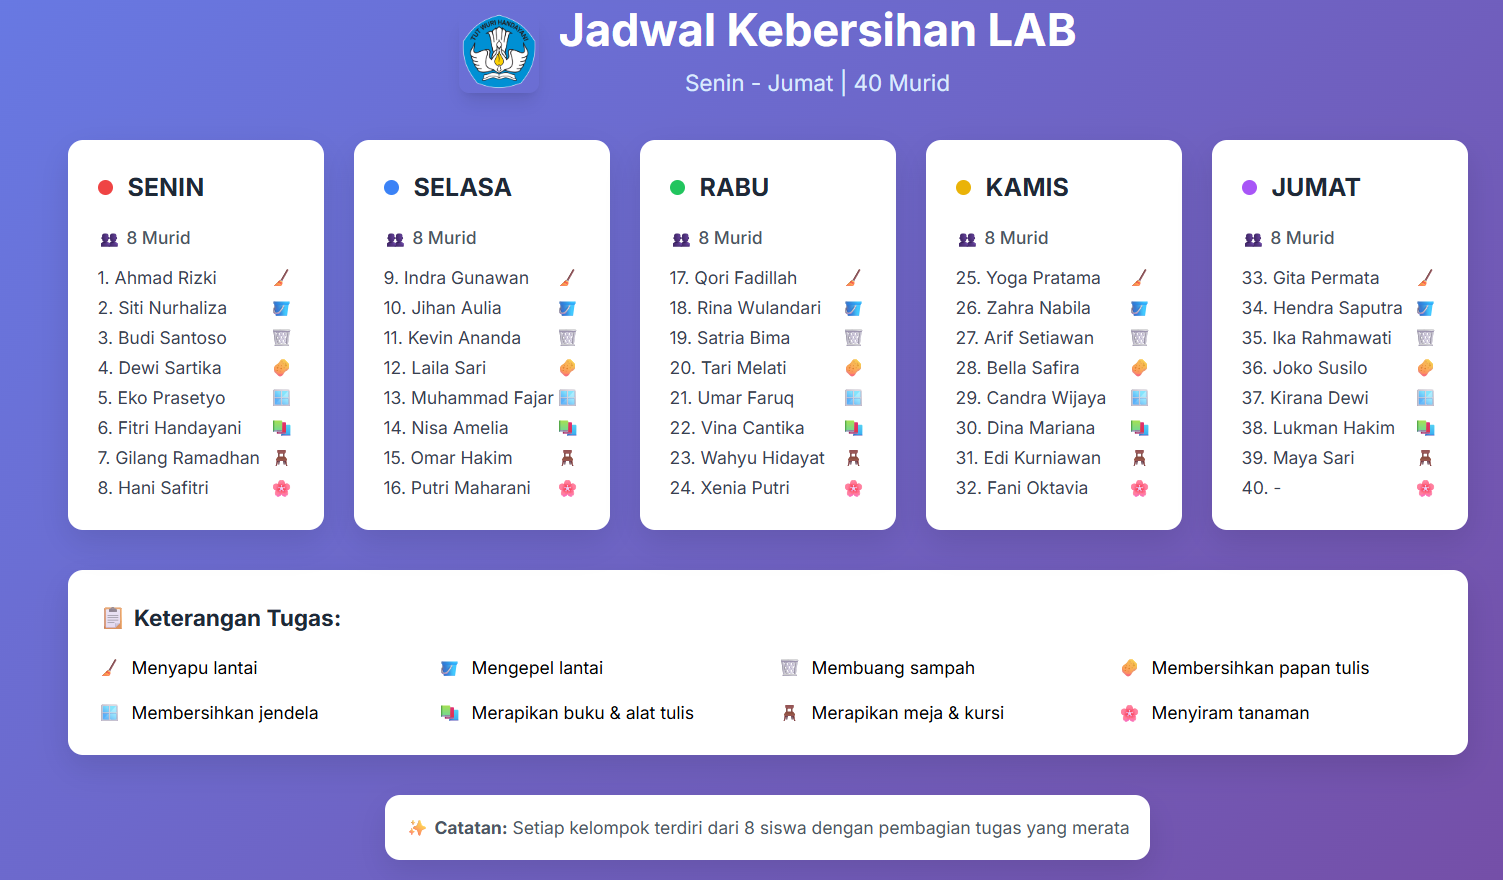 TUT WURI HANDAYANI
Jadwal Kebersihan LAB
Senin - Jumat | 40 Murid
SENIN
8 Murid
1. Ahmad Rizki
2. Siti Nurhaliza
3. Budi Santoso
4. Dewi Sartika
5. Eko Prasetyo
6. Fitri Handayani
7. Gilang Ramadhan
8. Hani Safitri
SELASA
8 Murid
9. Indra Gunawan
10. Jihan Aulia
11. Kevin Ananda
12. Laila Sari
13. Muhammad Fajar
14. Nisa Amelia
15. Omar Hakim
16. Putri Maharani
RABU
8 Murid
17. Qori Fadillah
18. Rina Wulandari
19. Satria Bima
20. Tari Melati
21. Umar Faruq
22. Vina Cantika
23. Wahyu Hidayat
24. Xenia Putri
KAMIS
8 Murid
25. Yoga Pratama
26. Zahra Nabila
27. Arif Setiawan
28. Bella Safira
29. Candra Wijaya
30. Dina Mariana
31. Edi Kurniawan
32. Fani Oktavia
JUMAT
8 Murid
33. Gita Permata
34. Hendra Saputra
35. Ika Rahmawati
36. Joko Susilo
37. Kirana Dewi
38. Lukman Hakim
39. Maya Sari
40. -
Keterangan Tugas:
Menyapu lantai
Mengepel lantai
Membuang sampah
Membersihkan papan tulis
Membersihkan jendela
Merapikan buku & alat tulis
Merapikan meja & kursi
Menyiram tanaman
Catatan: Setiap kelompok terdiri dari 8 siswa dengan pembagian tugas yang merata